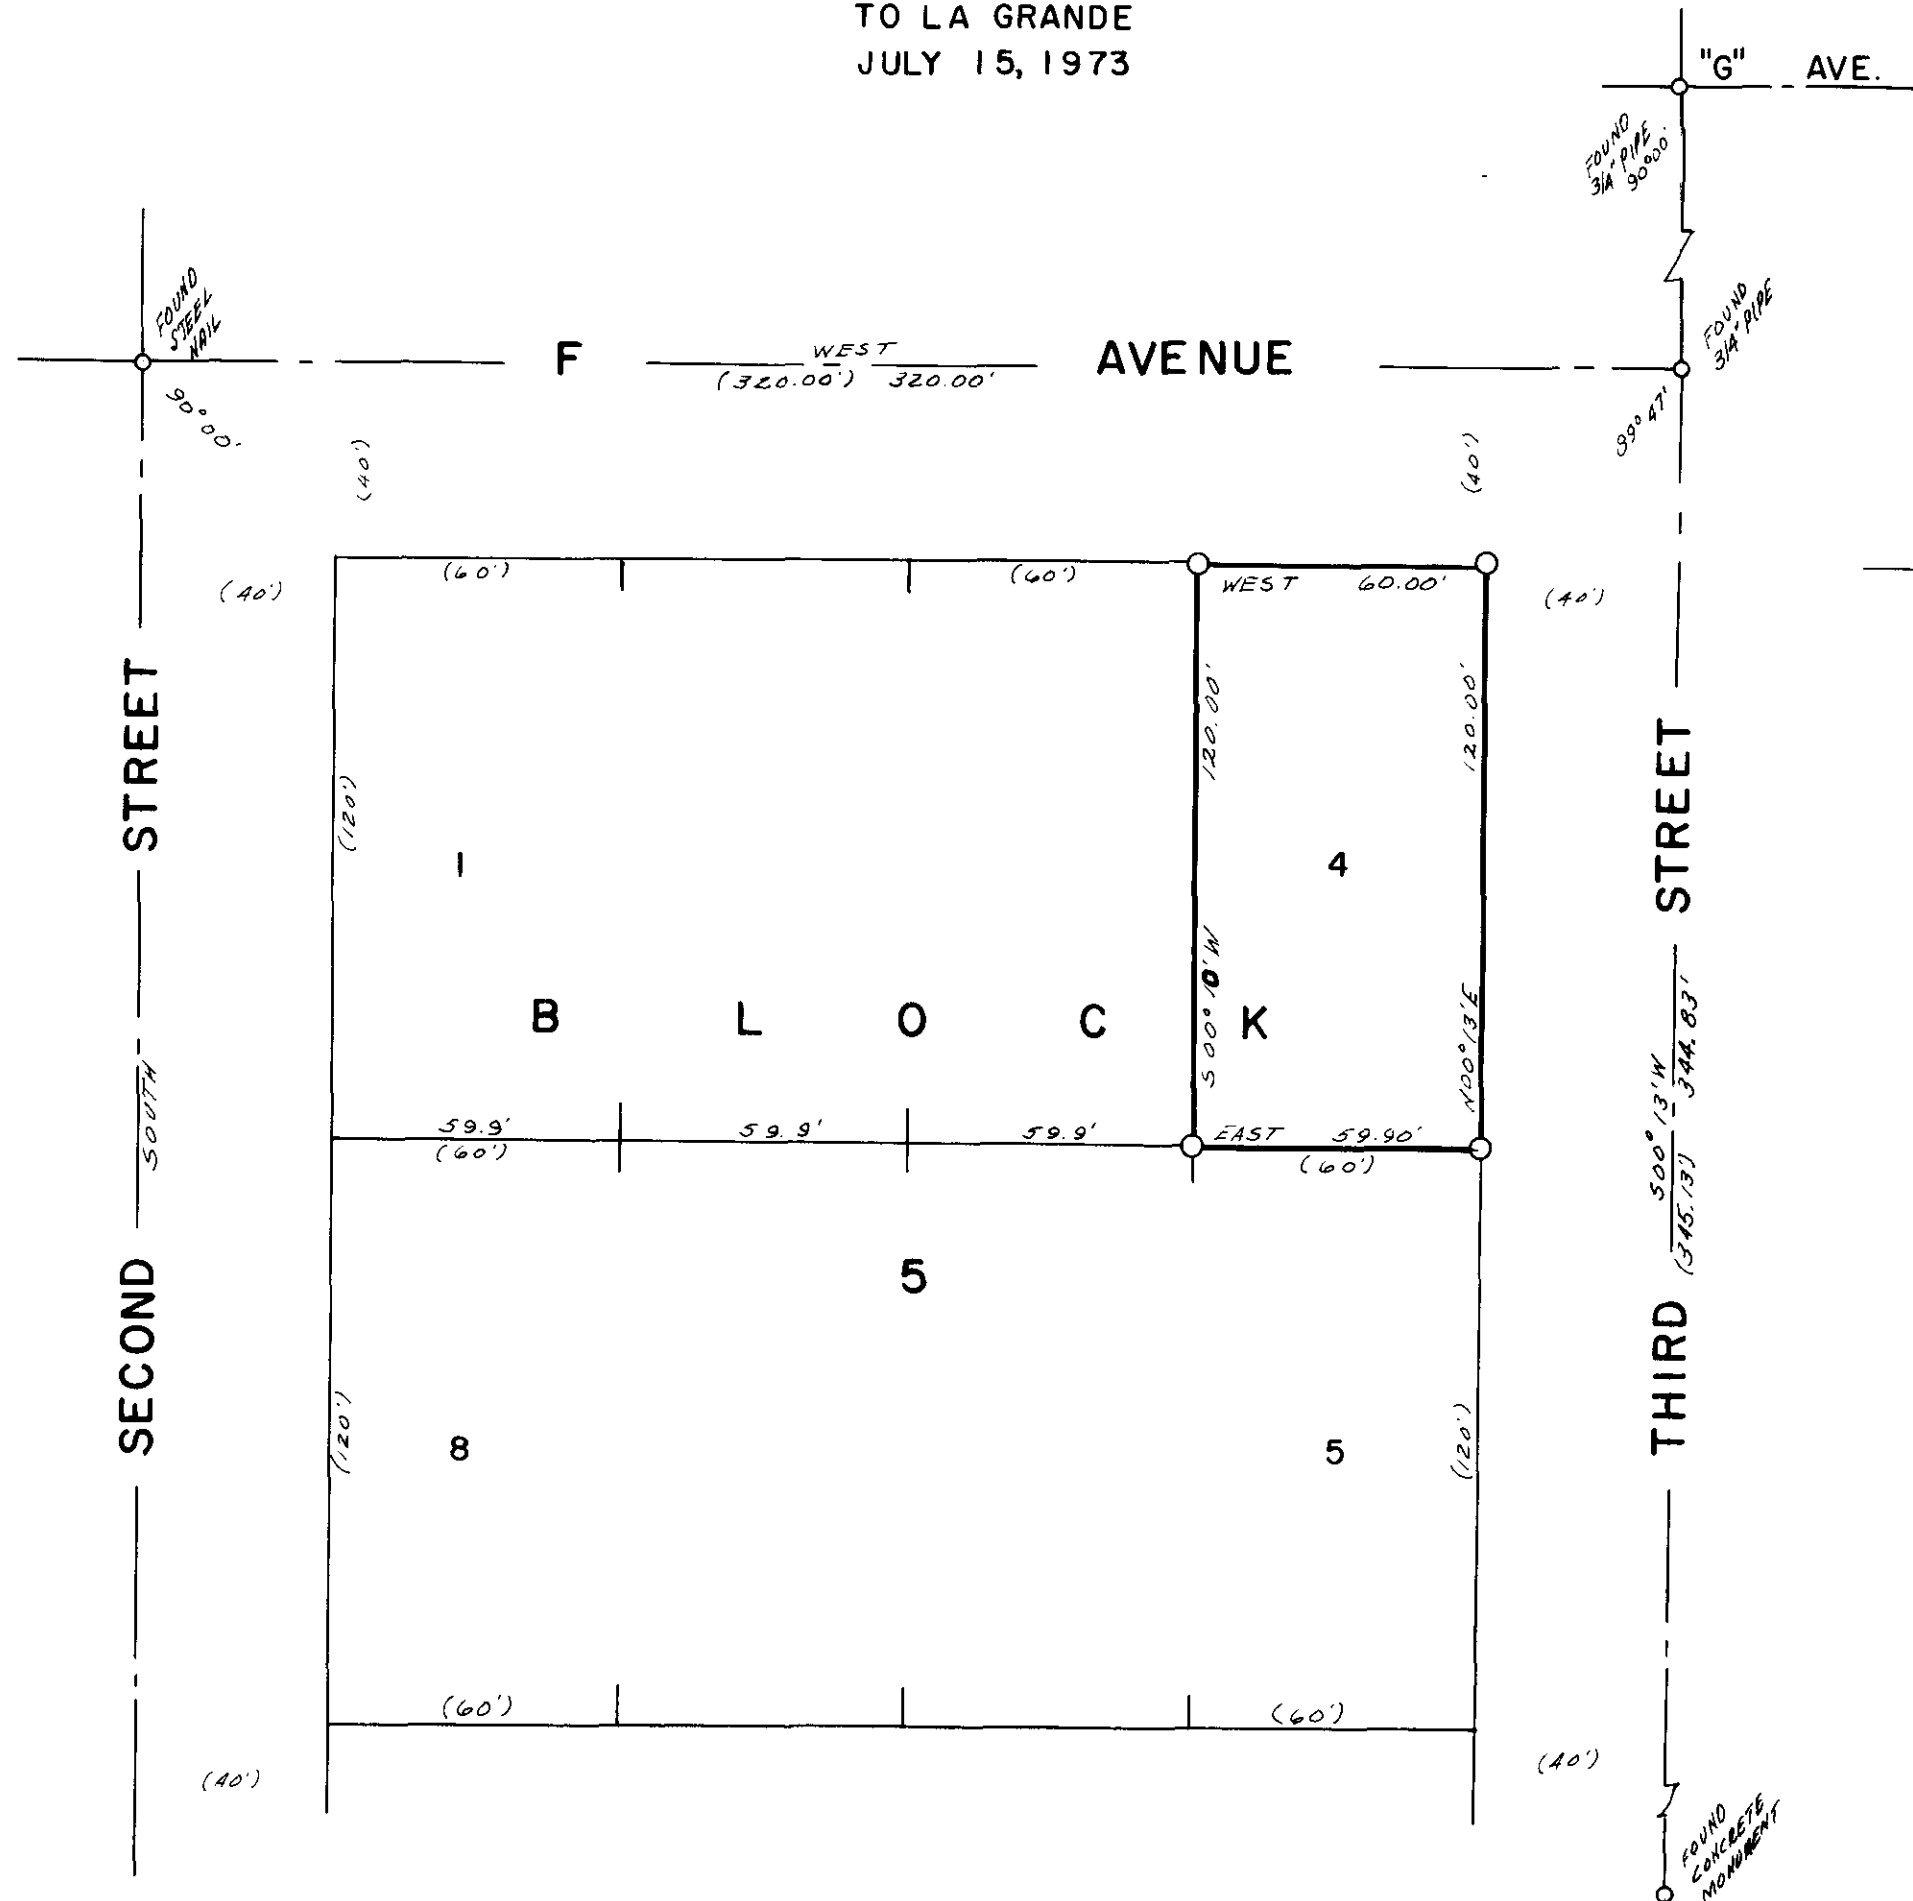 TO LA GRANDE
JULY 15, 1973
"G" AVE.
FOUND
3/4" PIPE
90°00'
FOUND
STEEL
NAIL
FOUND
3/4" PIPE
F AVENUE
WEST
(320.00') 320.00'
90°00'
89°47'
(40')
(40')
(40')
(60')
(60')
WEST 60.00'
(40')
120.00'
120.00'
(120')
STREET
STREET
1
4
S00°10'W
N00°13'E
B L O C K
SOUTH
S00°13'W
344.83'
(345.13')
59.9'
(60')
59.9'
59.9'
EAST 59.90'
(60')
5
SECOND
THIRD
(120')
8
5
(120')
(60')
(60')
(40')
(40')
FOUND
CONCRETE
MONUMENT